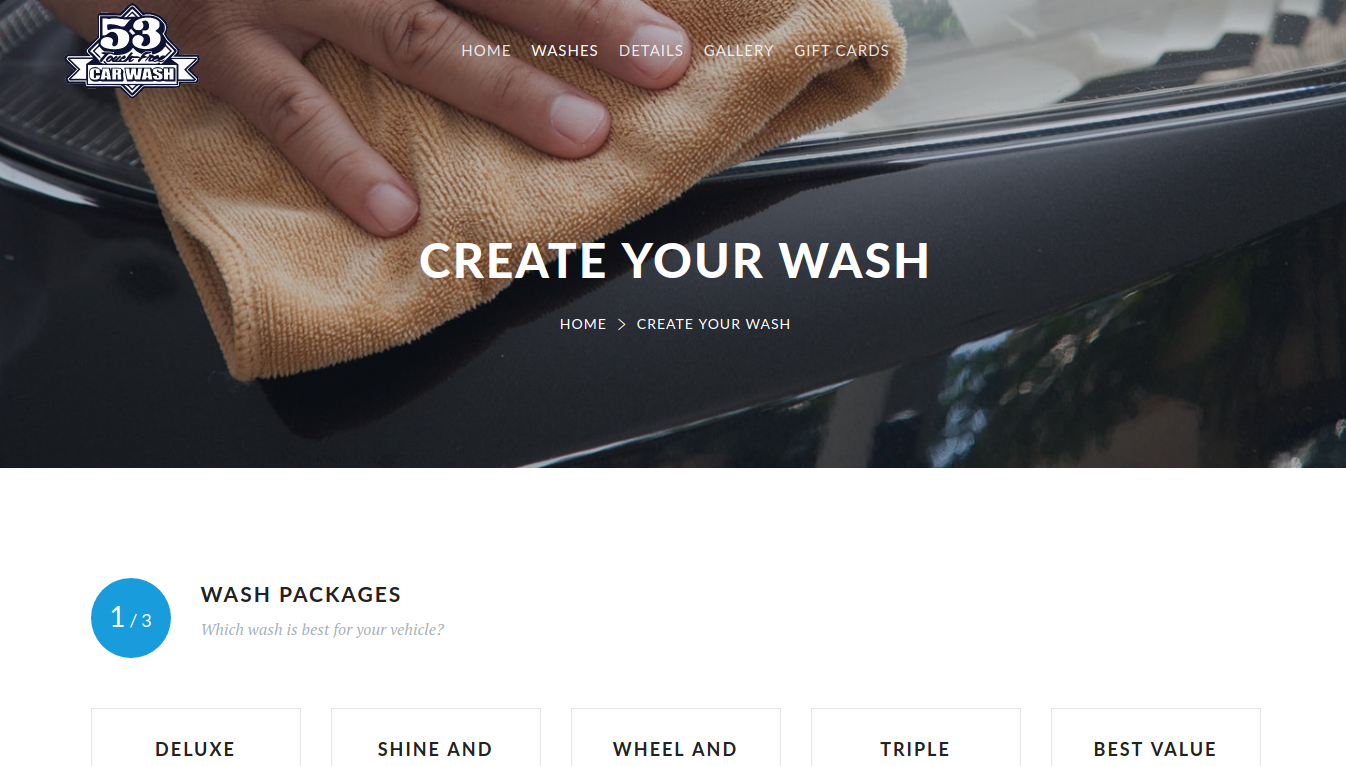 53
Touch-Free
CAR WASH
HOME WASHES DETAILS GALLERY GIFT CARDS
CREATE YOUR WASH
HOME > CREATE YOUR WASH
1 / 3
WASH PACKAGES
Which wash is best for your vehicle?
DELUXE SHINE AND WHEEL AND TRIPLE BEST VALUE